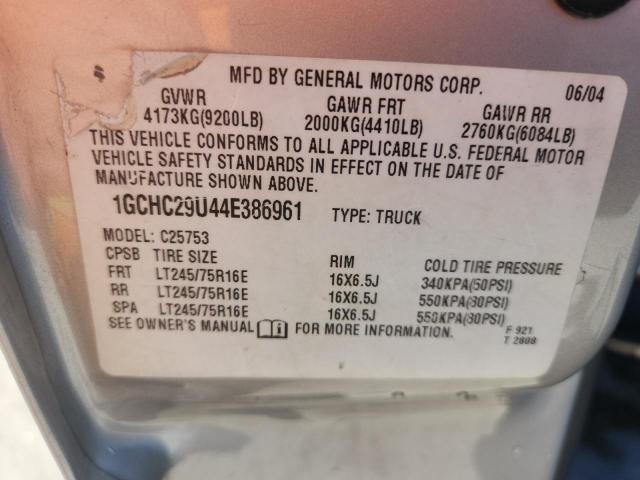 MFD BY GENERAL MOTORS CORP. 06/04
GVWR GAWR FRT GAWR RR
4173KG(9200LB) 2000KG(4410LB) 2760KG(6084LB)
THIS VEHICLE CONFORMS TO ALL APPLICABLE U.S. FEDERAL MOTOR
VEHICLE SAFETY STANDARDS IN EFFECT ON THE DATE OF
MANUFACTURE SHOWN ABOVE.
1GCHC29U44E386961 TYPE: TRUCK
MODEL: C25753
CPSB TIRE SIZE RIM COLD TIRE PRESSURE
FRT LT245/75R16E 16X6.5J 340KPA(50PSI)
RR LT245/75R16E 16X6.5J 550KPA(80PSI)
SPA LT245/75R16E 16X6.5J 550KPA(80PSI)
SEE OWNER'S MANUAL FOR MORE INFORMATION.
F 921
T 2808